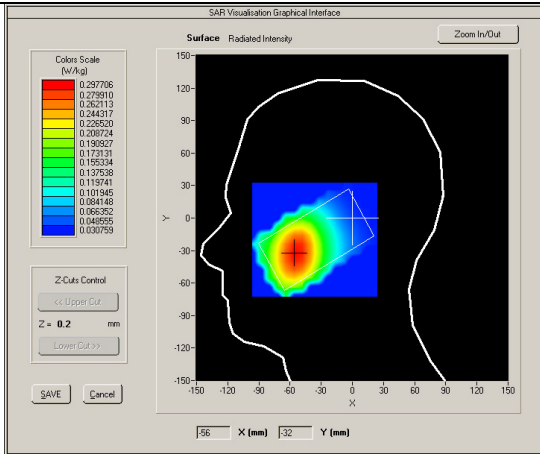 SAR Visualisation Graphical Interface
Surface Radiated Intensity
Zoom In/Out
Colors Scale
(W/kg)
0.297706
0.279910
0.262113
0.244317
0.226520
0.208724
0.190927
0.173131
0.155334
0.137538
0.119741
0.101945
0.084148
0.066352
0.048555
0.030759
Z-Cuts Control
<< Upper Cut
Z = 0.2 mm
Lower Cut >>
SAVE Cancel
150
120
90
60
30
0
-30
-60
-90
-120
-150
Y
-150 -120 -90 -60 -30 0 30 60 90 120 150
X
-56 X (mm) -32 Y (mm)